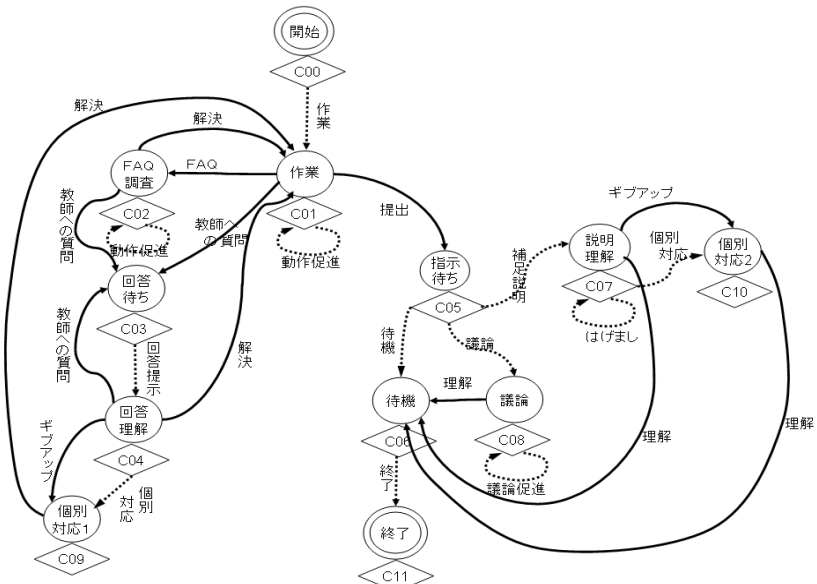 開始
C00
作業
解決
解決
FAQ
調査
FAQ
作業
C02
動作促進
C01
動作促進
教師への質問
教師へ
の質問
提出
回答
待ち
C03
教師への質問
回答提示
解決
回答
理解
C04
ギブアップ
個別
対応
個別
対応1
C09
指示
待ち
C05
補足説明
待機
議論
説明
理解
C07
はげまし
ギブアップ
個別
対応
個別
対応2
C10
待機
C06
理解
議論
C08
議論促進
終了
終了
C11
理解
理解